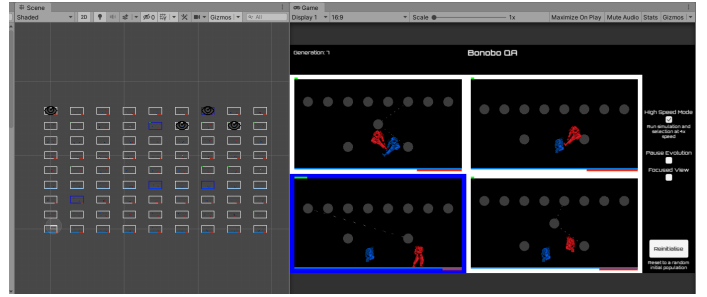 Scene
Game
Shaded
2D
0
Gizmos
All
Display 1
16:9
Scale
1x
Maximize On Play
Mute Audio
Stats
Gizmos
Generation: 1
Bonobo QA
High Speed Mode
Run simulation and
selection at 4x
speed
Pause Evolution
Focused View
Reinitialise
Reset to a random
initial population